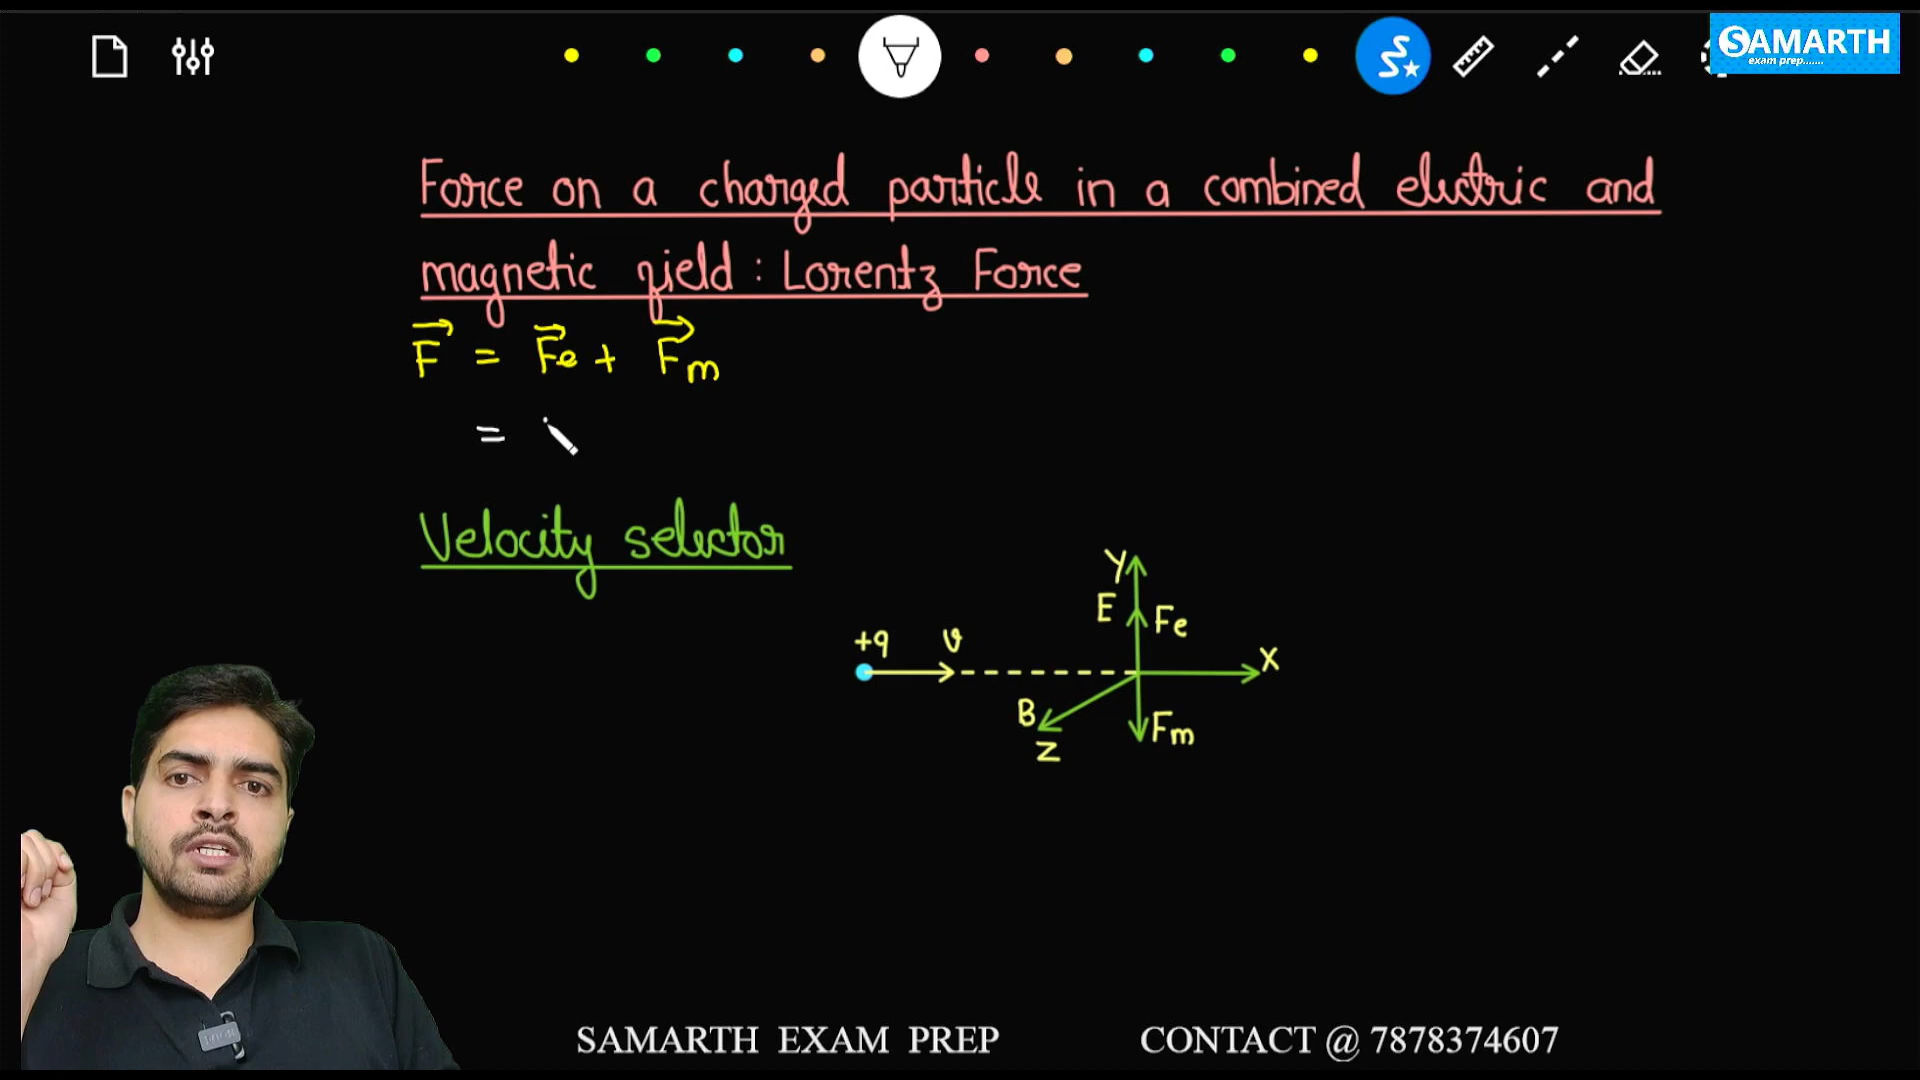 SAMARTH
exam prep.......
Force on a charged particle in a combined electric and
magnetic field : Lorentz Force
F = Fe + Fm
=
Velocity selector
Y
E Fe
+q v
X
B
Fm
Z
SAMARTH EXAM PREP CONTACT @ 7878374607